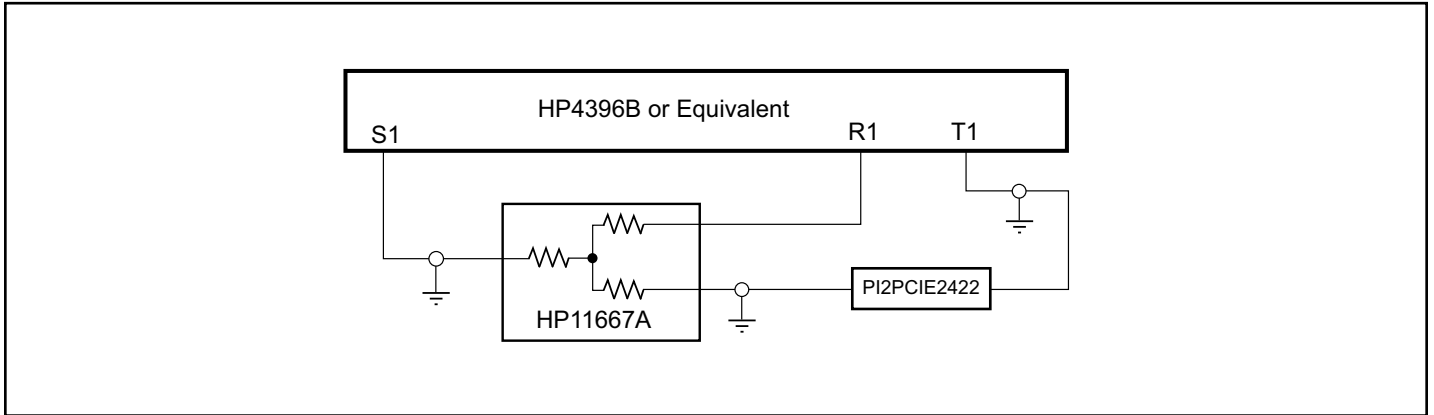 HP4396B or Equivalent
S1
R1
T1
PI2PCIE2422
HP11667A